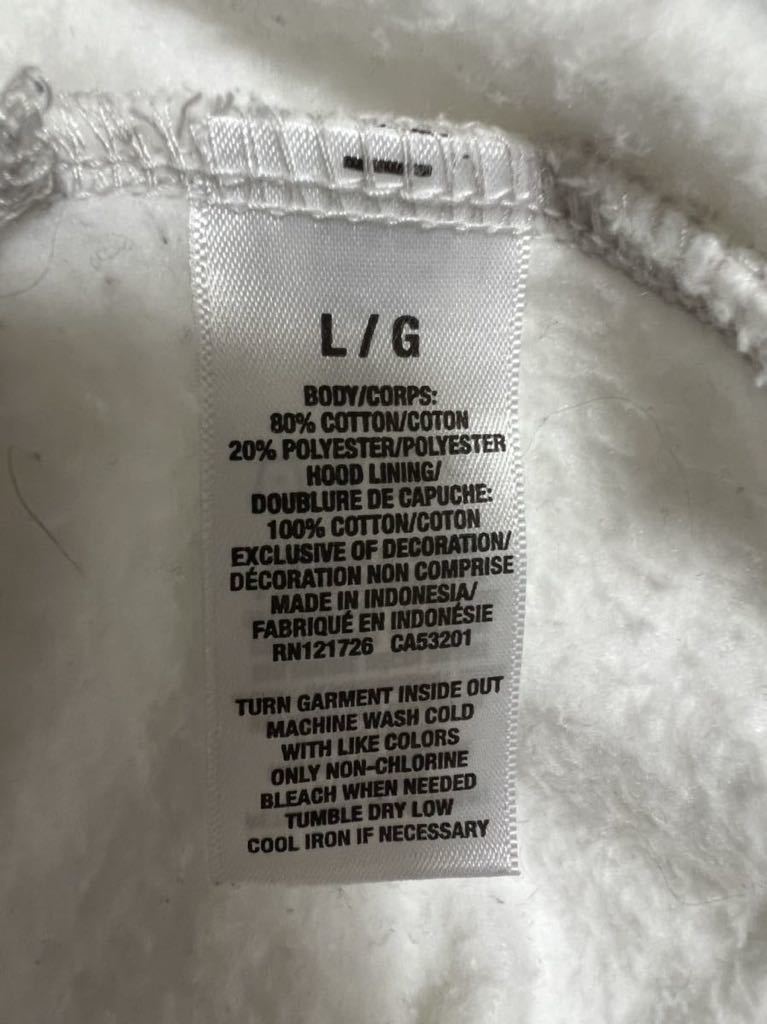 L / G
BODY/CORPS:
80% COTTON/COTON
20% POLYESTER/POLYESTER
HOOD LINING/
DOUBLURE DE CAPUCHE:
100% COTTON/COTON
EXCLUSIVE OF DECORATION/
DÉCORATION NON COMPRISE
MADE IN INDONESIA/
FABRIQUÉ EN INDONÉSIE
RN121726 CA53201
TURN GARMENT INSIDE OUT
MACHINE WASH COLD
WITH LIKE COLORS
ONLY NON-CHLORINE
BLEACH WHEN NEEDED
TUMBLE DRY LOW
COOL IRON IF NECESSARY